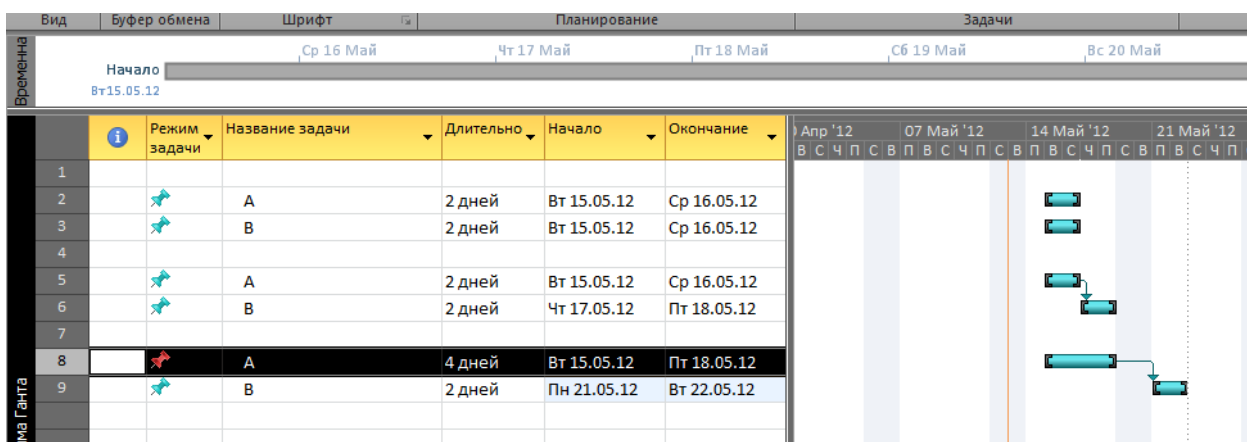 Вид Буфер обмена Шрифт Планирование Задачи
Временна
Ср 16 Май Чт 17 Май Пт 18 Май Сб 19 Май Вс 20 Май
Начало
Вт15.05.12
Режим задачи Название задачи Длительно Начало Окончание
Апр '12 07 Май '12 14 Май '12 21 Май '12
В С Ч П С В П В С Ч П С В П В С Ч П С В П В С Ч П
1
2 А 2 дней Вт 15.05.12 Ср 16.05.12
3 В 2 дней Вт 15.05.12 Ср 16.05.12
4
5 А 2 дней Вт 15.05.12 Ср 16.05.12
6 В 2 дней Чт 17.05.12 Пт 18.05.12
7
8 А 4 дней Вт 15.05.12 Пт 18.05.12
9 В 2 дней Пн 21.05.12 Вт 22.05.12
ма Ганта